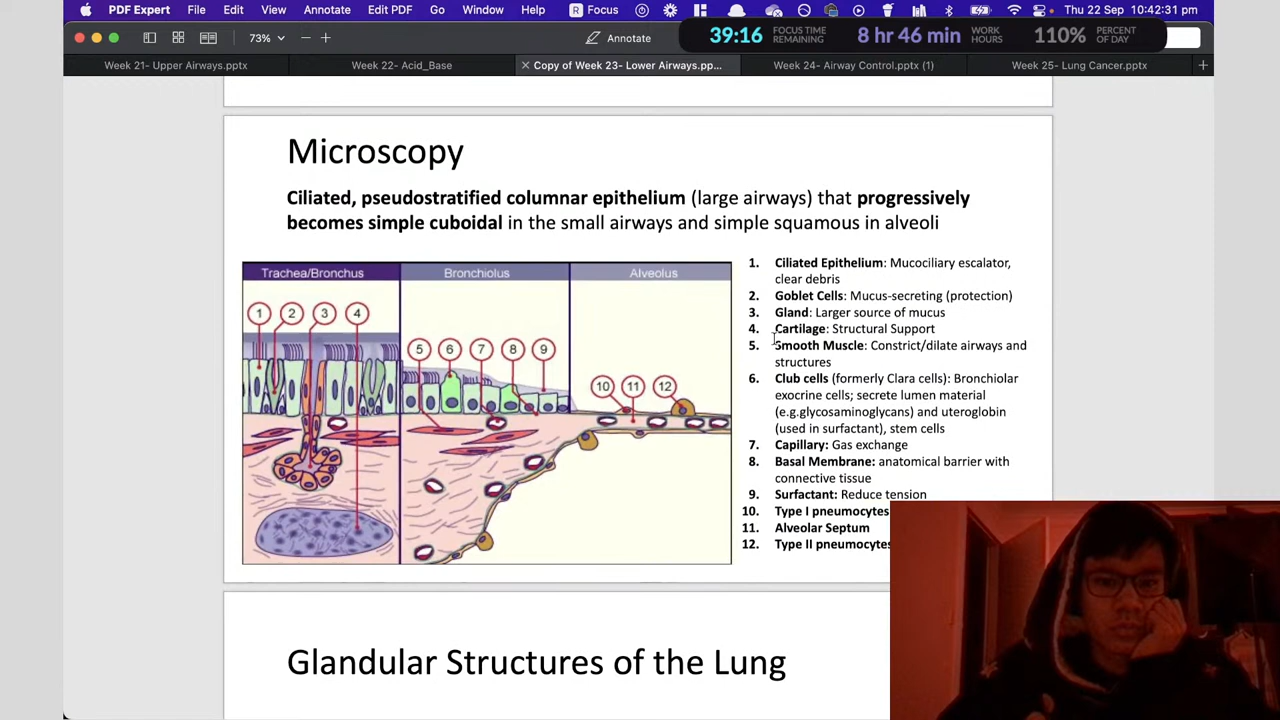 PDF Expert File Edit View Annotate Edit PDF Go Window Help R Focus Thu 22 Sep 10:42:31 pm
73% Annotate 39:16 FOCUS TIME REMAINING 8 hr 46 min WORK HOURS 110% PERCENT OF DAY
Week 21- Upper Airways.pptx Week 22- Acid_Base Copy of Week 23- Lower Airways.pp... Week 24- Airway Control.pptx (1) Week 25- Lung Cancer.pptx
Microscopy
Ciliated, pseudostratified columnar epithelium (large airways) that progressively
becomes simple cuboidal in the small airways and simple squamous in alveoli
Trachea/Bronchus Bronchiolus Alveolus
1 2 3 4
5 6 7 8 9
10 11 12
1. Ciliated Epithelium: Mucociliary escalator,
clear debris
2. Goblet Cells: Mucus-secreting (protection)
3. Gland: Larger source of mucus
4. Cartilage: Structural Support
5. Smooth Muscle: Constrict/dilate airways and
structures
6. Club cells (formerly Clara cells): Bronchiolar
exocrine cells; secrete lumen material
(e.g.glycosaminoglycans) and uteroglobin
(used in surfactant), stem cells
7. Capillary: Gas exchange
8. Basal Membrane: anatomical barrier with
connective tissue
9. Surfactant: Reduce tension
10. Type I pneumocytes
11. Alveolar Septum
12. Type II pneumocytes
Glandular Structures of the Lung